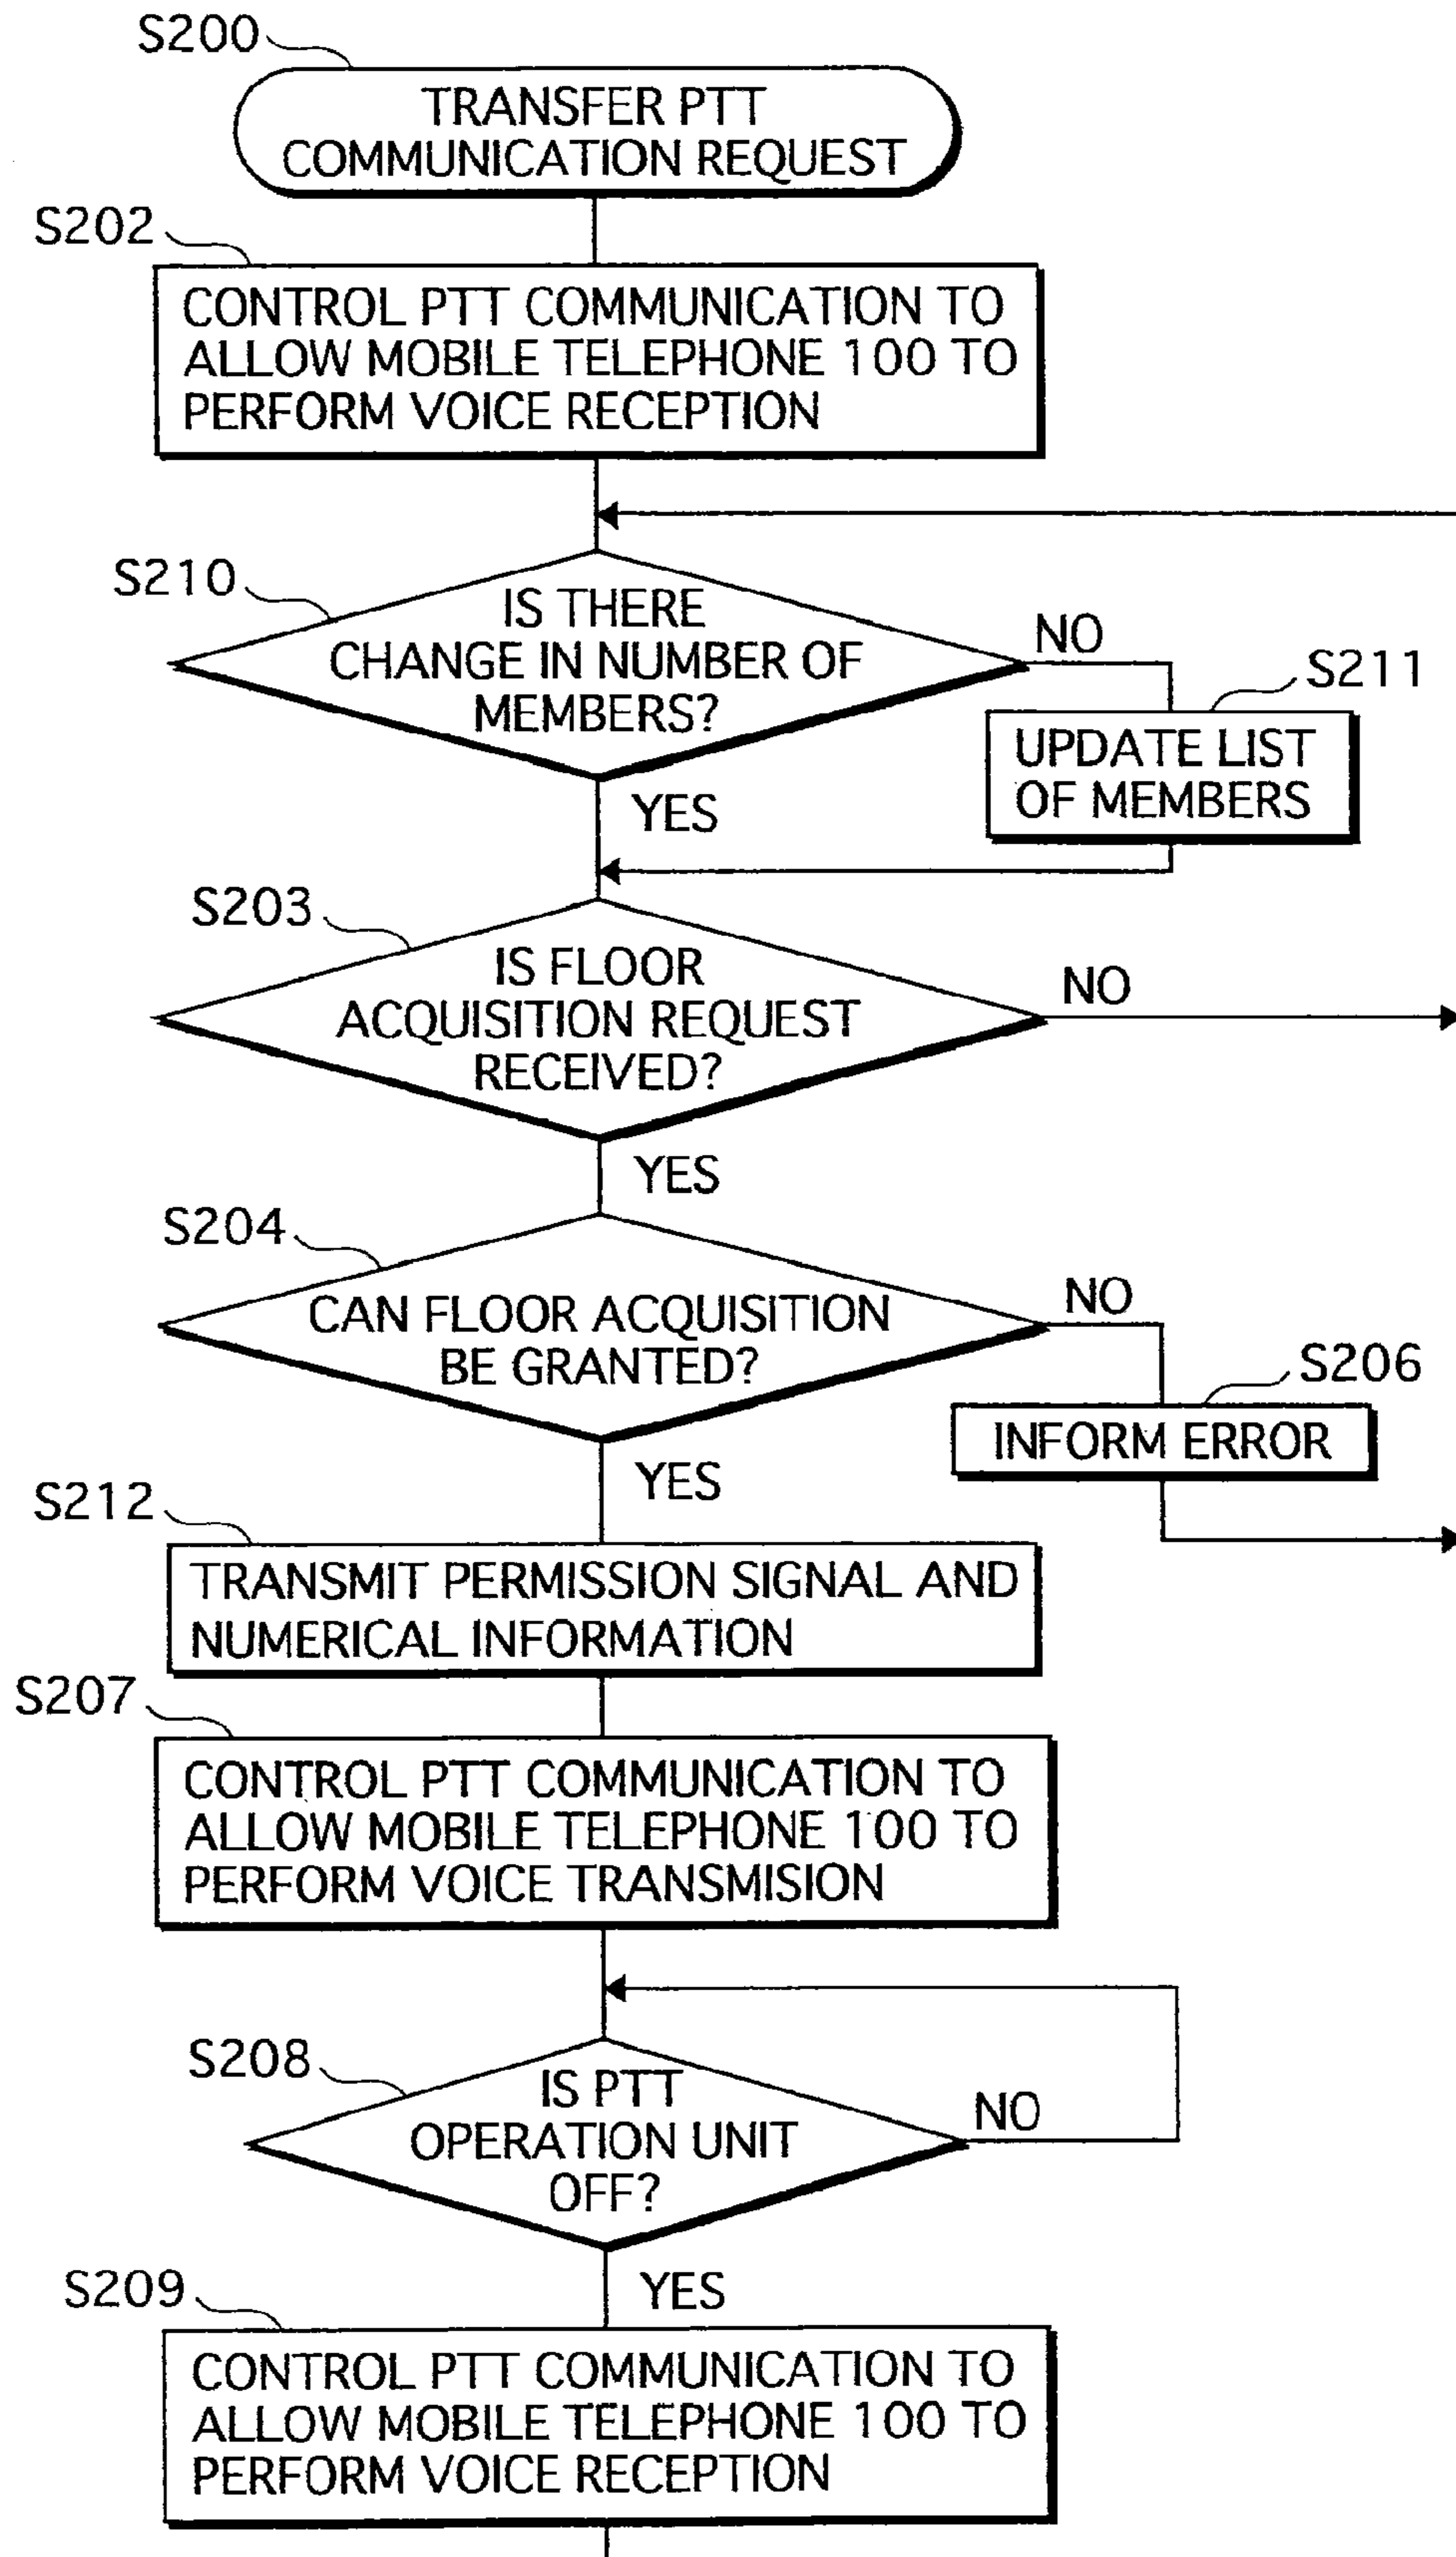 S200
TRANSFER PTT
COMMUNICATION REQUEST
S202
CONTROL PTT COMMUNICATION TO
ALLOW MOBILE TELEPHONE 100 TO
PERFORM VOICE RECEPTION
S210
IS THERE
CHANGE IN NUMBER OF
MEMBERS?
NO
S211
UPDATE LIST
OF MEMBERS
YES
S203
IS FLOOR
ACQUISITION REQUEST
RECEIVED?
NO
YES
S204
CAN FLOOR ACQUISITION
BE GRANTED?
NO
S206
INFORM ERROR
YES
S212
TRANSMIT PERMISSION SIGNAL AND
NUMERICAL INFORMATION
S207
CONTROL PTT COMMUNICATION TO
ALLOW MOBILE TELEPHONE 100 TO
PERFORM VOICE TRANSMISION
S208
IS PTT
OPERATION UNIT
OFF?
NO
YES
S209
CONTROL PTT COMMUNICATION TO
ALLOW MOBILE TELEPHONE 100 TO
PERFORM VOICE RECEPTION